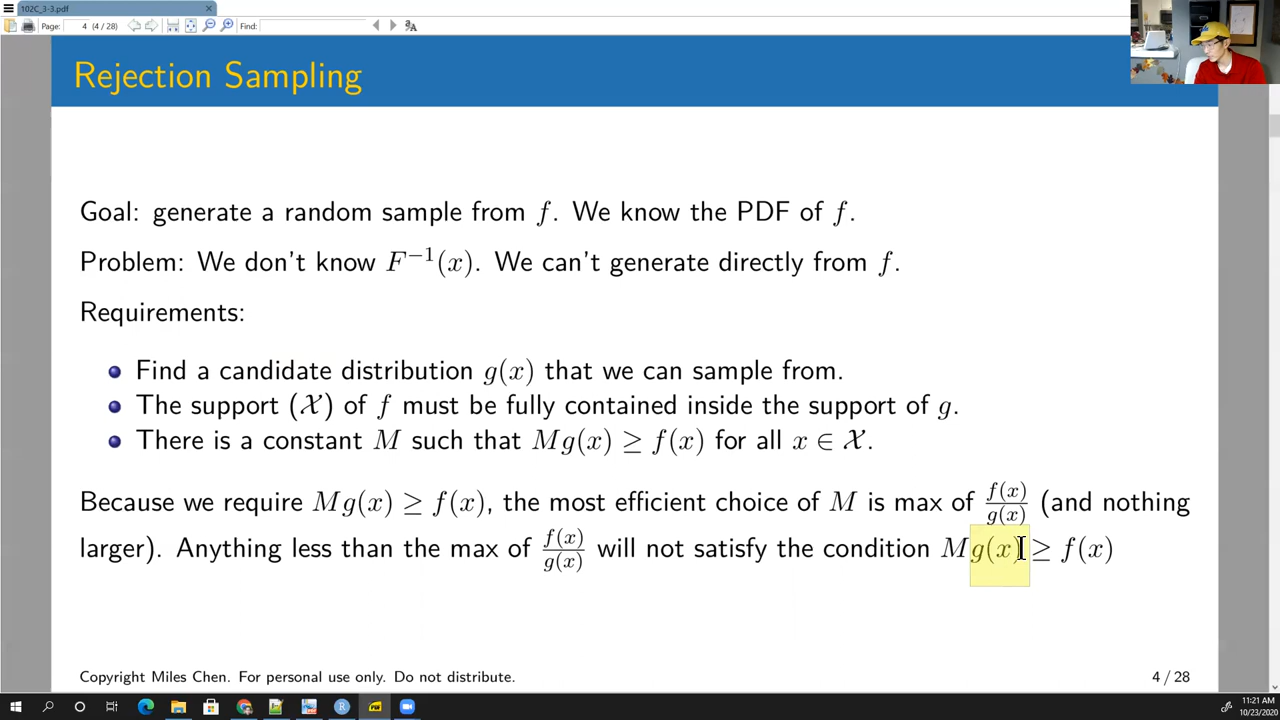 102C_3-3.pdf
Page: 4 (4 / 28) Find:
Rejection Sampling
Goal: generate a random sample from f. We know the PDF of f.
Problem: We don't know F⁻¹(x). We can't generate directly from f.
Requirements:
Find a candidate distribution g(x) that we can sample from.
The support (𝒳) of f must be fully contained inside the support of g.
There is a constant M such that Mg(x) ≥ f(x) for all x ∈ 𝒳.
Because we require Mg(x) ≥ f(x), the most efficient choice of M is max of f(x)/g(x) (and nothing
larger). Anything less than the max of f(x)/g(x) will not satisfy the condition Mg(x) ≥ f(x)
Copyright Miles Chen. For personal use only. Do not distribute. 4 / 28
11:21 AM
10/23/2020